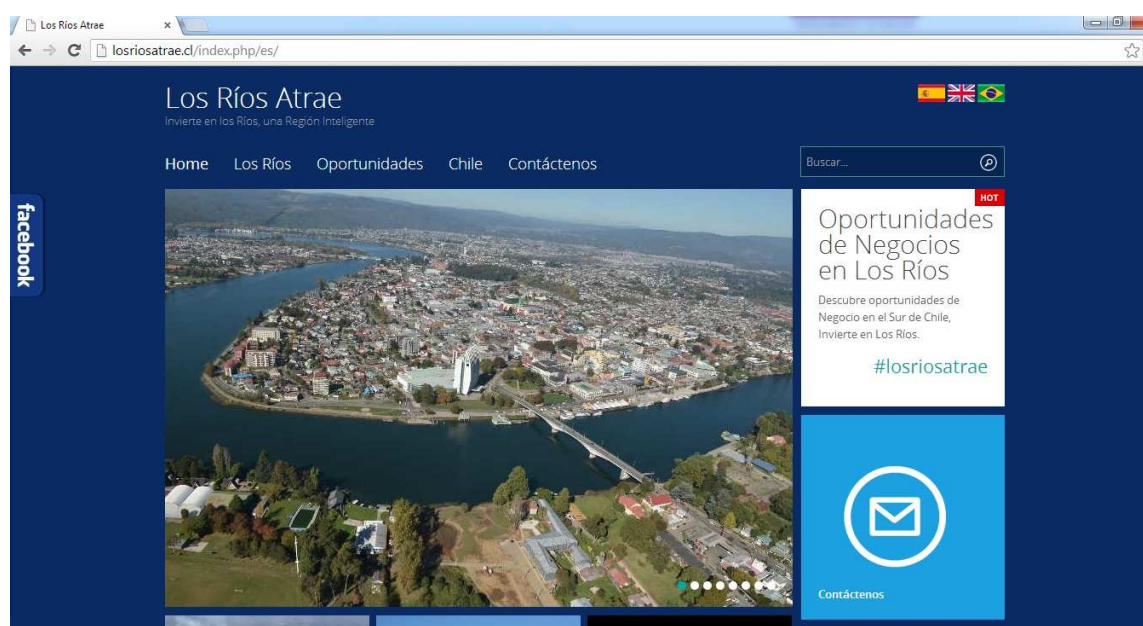 Los Ríos Atrae
losriosatrae.cl/index.php/es/
Los Ríos Atrae
Invierte en los Ríos, una Región Inteligente
Home Los Ríos Oportunidades Chile Contáctenos
Buscar...
facebook
HOT
Oportunidades
de Negocios
en Los Ríos
Descubre oportunidades de
Negocio en el Sur de Chile,
Invierte en Los Ríos.
#losriosatrae
Contáctenos